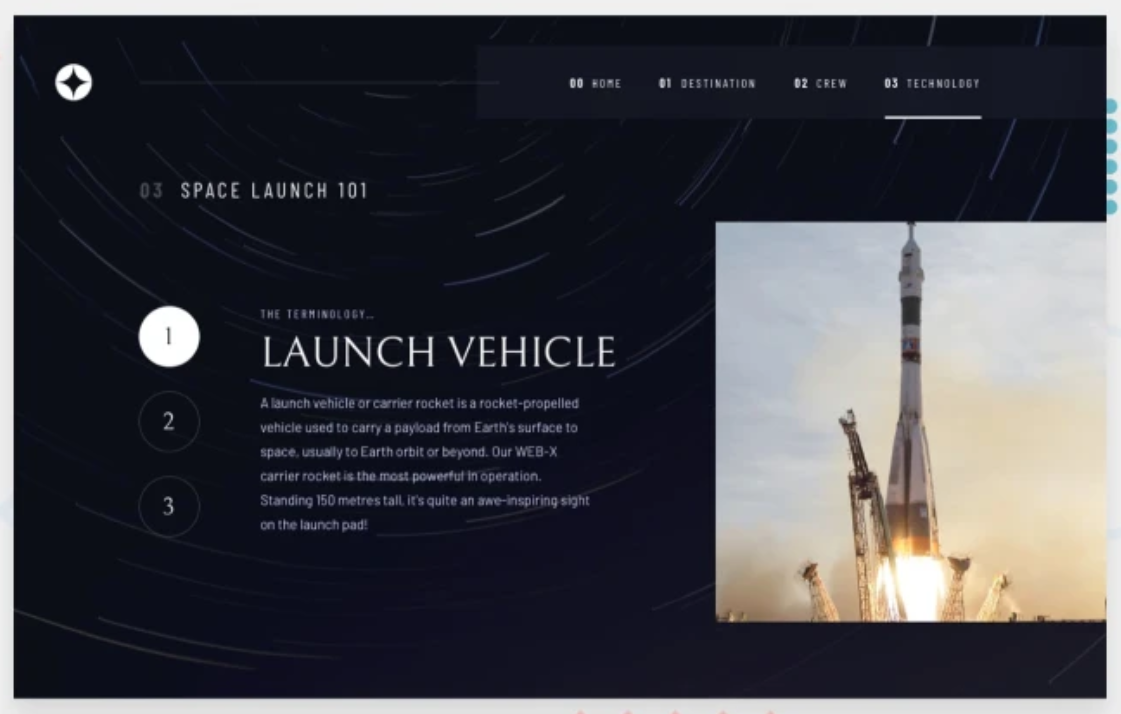 00 HOME 01 DESTINATION 02 CREW 03 TECHNOLOGY
03 SPACE LAUNCH 101
1
2
3
THE TERMINOLOGY...
LAUNCH VEHICLE
A launch vehicle or carrier rocket is a rocket-propelled
vehicle used to carry a payload from Earth's surface to
space, usually to Earth orbit or beyond. Our WEB-X
carrier rocket is the most powerful in operation.
Standing 150 metres tall, it's quite an awe-inspiring sight
on the launch pad!